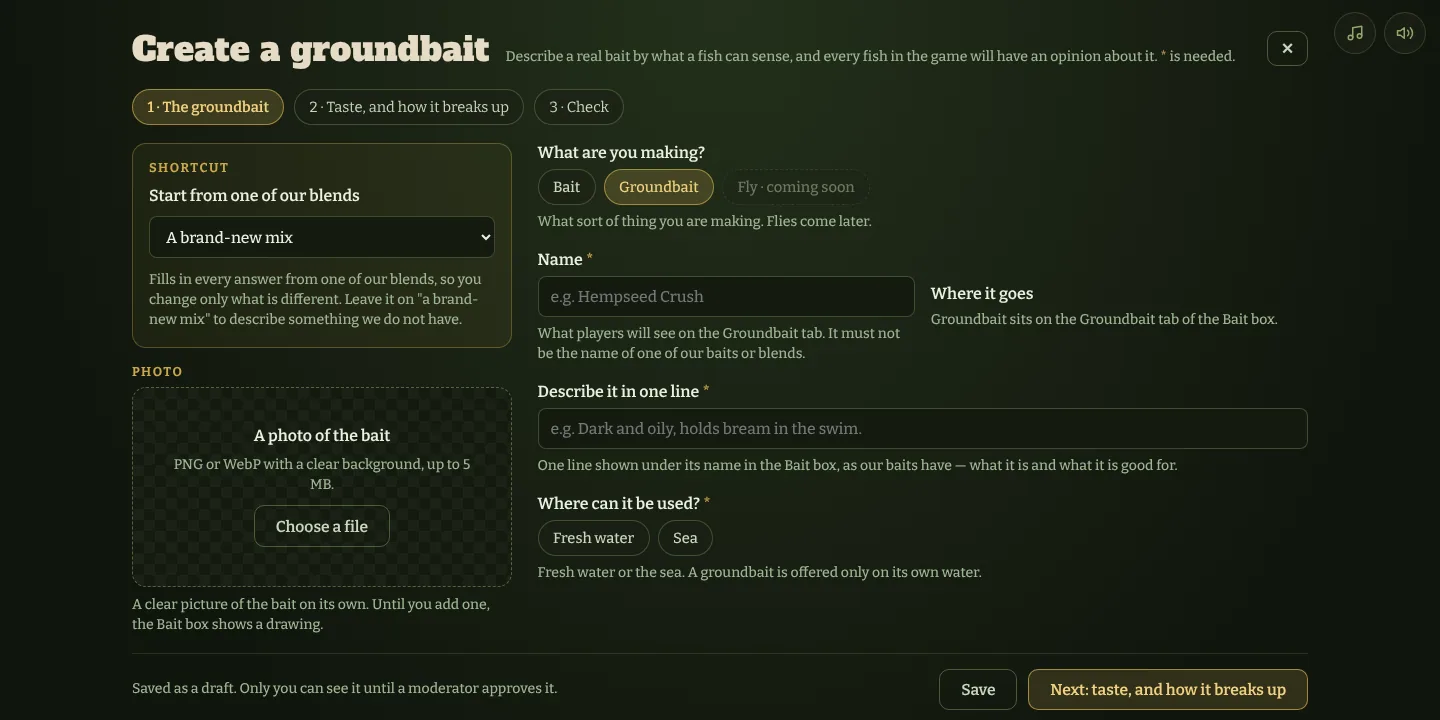 Create a groundbait
Describe a real bait by what a fish can sense, and every fish in the game will have an opinion about it. * is needed.
×
1 · The groundbait
2 · Taste, and how it breaks up
3 · Check
SHORTCUT
Start from one of our blends
A brand-new mix
Fills in every answer from one of our blends, so you
change only what is different. Leave it on "a brand-
new mix" to describe something we do not have.
PHOTO
A photo of the bait
PNG or WebP with a clear background, up to 5
MB.
Choose a file
A clear picture of the bait on its own. Until you add one,
the Bait box shows a drawing.
What are you making?
Bait
Groundbait
Fly · coming soon
What sort of thing you are making. Flies come later.
Name *
e.g. Hempseed Crush
What players will see on the Groundbait tab. It must not
be the name of one of our baits or blends.
Where it goes
Groundbait sits on the Groundbait tab of the Bait box.
Describe it in one line *
e.g. Dark and oily, holds bream in the swim.
One line shown under its name in the Bait box, as our baits have — what it is and what it is good for.
Where can it be used? *
Fresh water
Sea
Fresh water or the sea. A groundbait is offered only on its own water.
Saved as a draft. Only you can see it until a moderator approves it.
Save
Next: taste, and how it breaks up